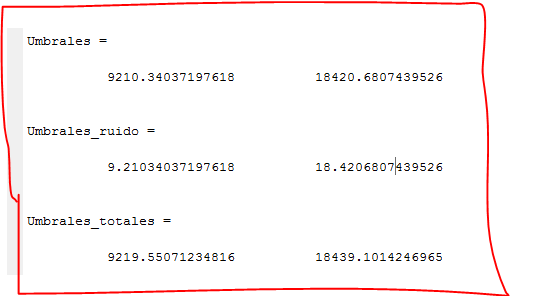 Umbrales =
9210.34037197618 18420.6807439526
Umbrales_ruido =
9.21034037197618 18.4206807439526
Umbrales_totales =
9219.55071234816 18439.1014246965